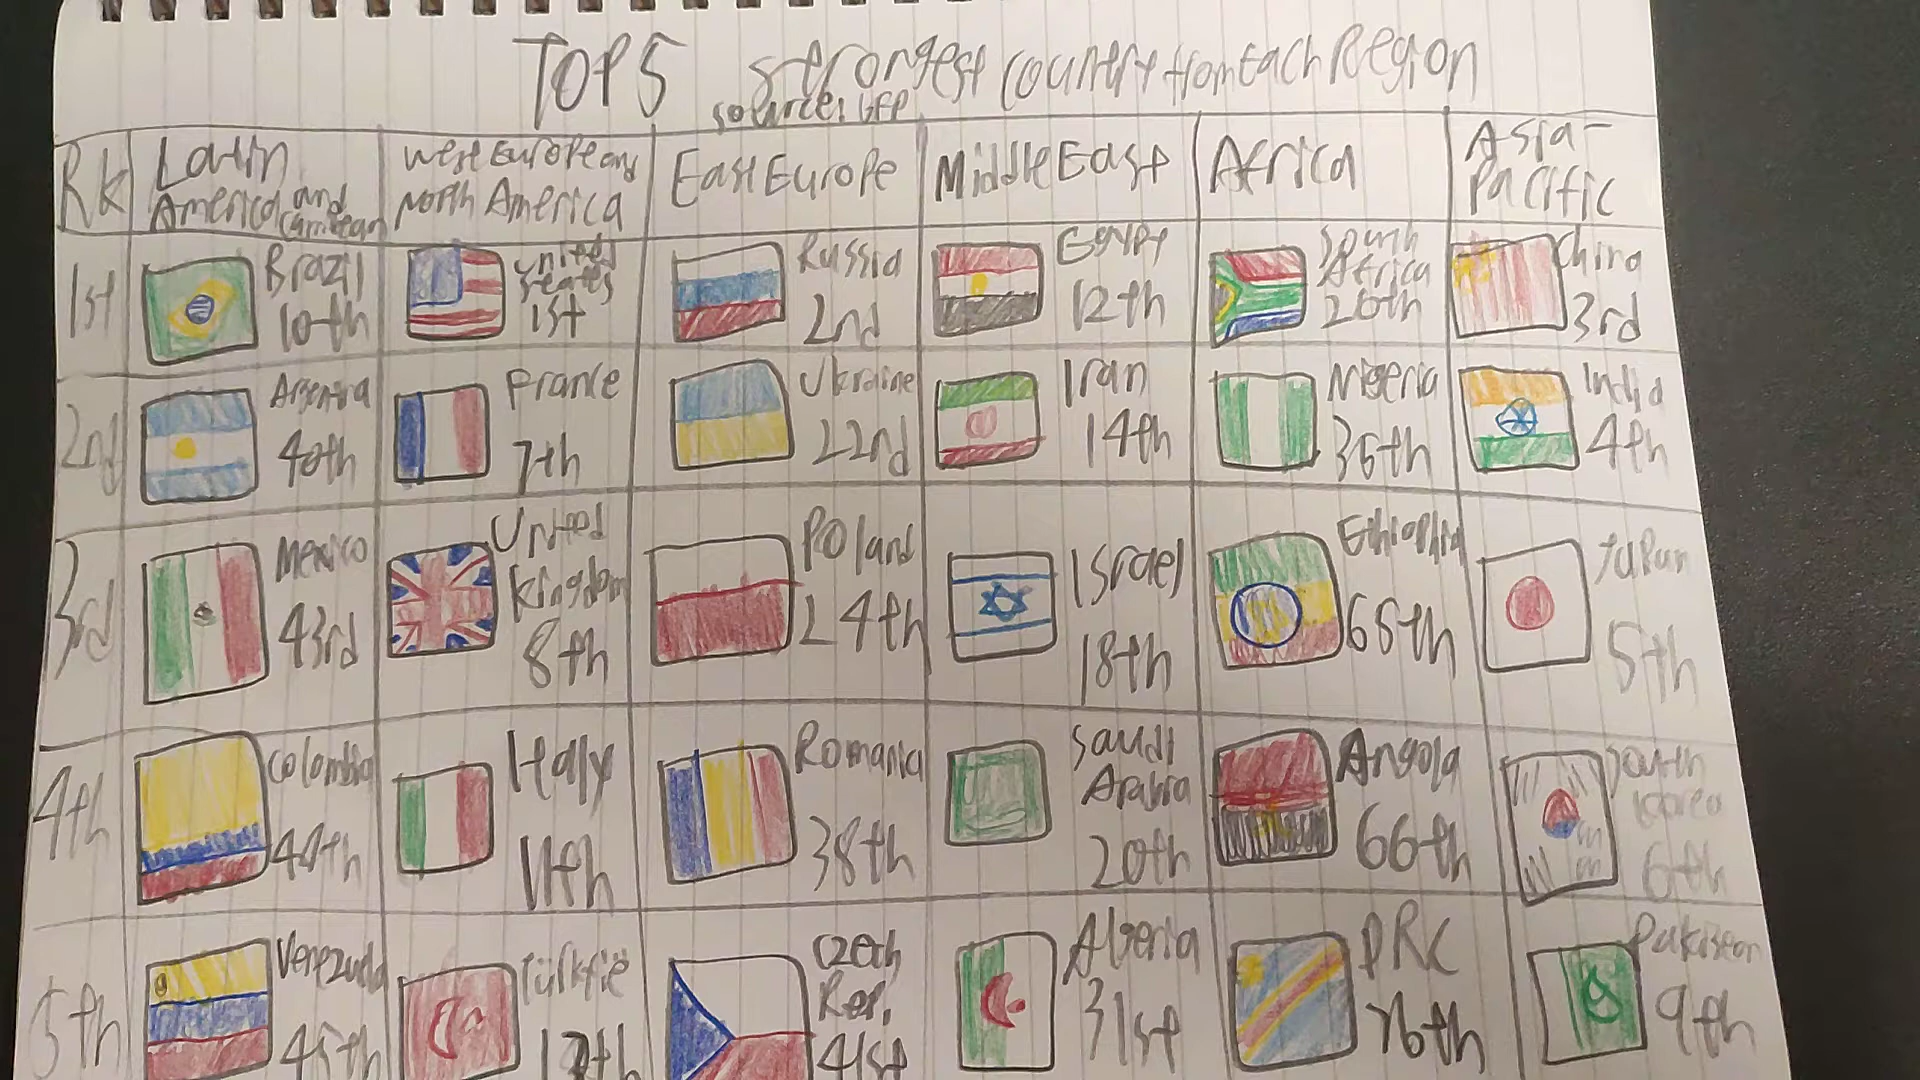 TOP 5 strongest country from Each Region
source: GFP
Rk
Latin
America and
Carribean
West Europe and
North America
East Europe
Middle East
Africa
Asia-
Pacific
1st
Brazil
10th
United
States
1st
Russia
2nd
Egypt
12th
South
Africa
26th
China
3rd
2nd
Argentina
40th
France
7th
Ukraine
22nd
Iran
14th
Nigeria
36th
India
4th
3rd
Mexico
43rd
United
Kingdom
8th
Poland
24th
Israel
18th
Ethiophia
65th
Japan
5th
4th
Colombia
44th
Italy
11th
Romania
38th
Saudi
Arabia
20th
Angola
66th
South
Korea
6th
5th
Venezuela
45th
Türkiye
Czech
Rep.
41st
Algeria
31st
DRC
76th
Pakistan
9th